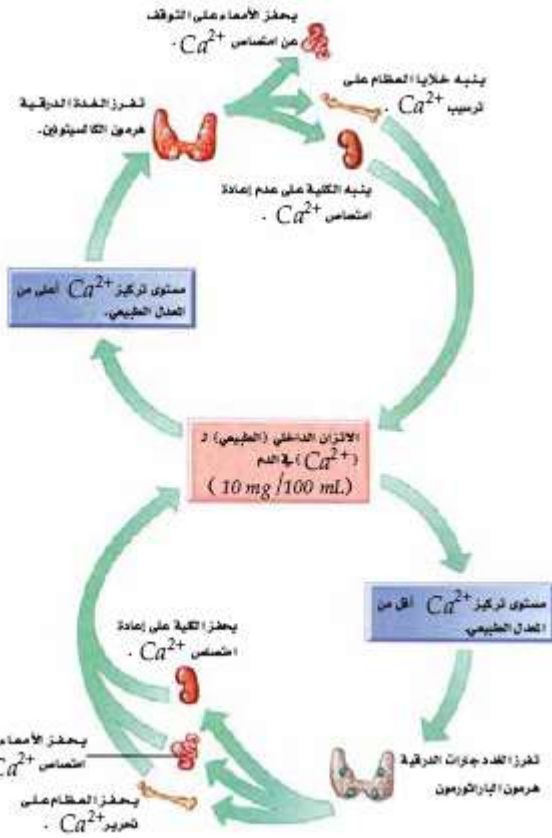 يحفز الأمعاء على التوقف
عن امتصاص Ca²⁺ .
ينبه خلايا العظام على
ترسيب Ca²⁺ .
تفرز الغدة الدرقية
هرمون الكالسيتونين.
ينبه الكلية على عدم إعادة
امتصاص Ca²⁺ .
مستوى تركيز Ca²⁺ أعلى من
المعدل الطبيعي.
الاتزان الداخلي (الطبيعي) لـ
(Ca²⁺) في الدم
(10 mg/100 mL)
مستوى تركيز Ca²⁺ أقل من
المعدل الطبيعي.
يحفز الكلية على إعادة
امتصاص Ca²⁺ .
يحفز الأمعاء
امتصاص Ca²⁺
تفرز الغدد جارات الدرقية
هرمون الباراثورمون
يحفز العظام على
تحرير Ca²⁺ .